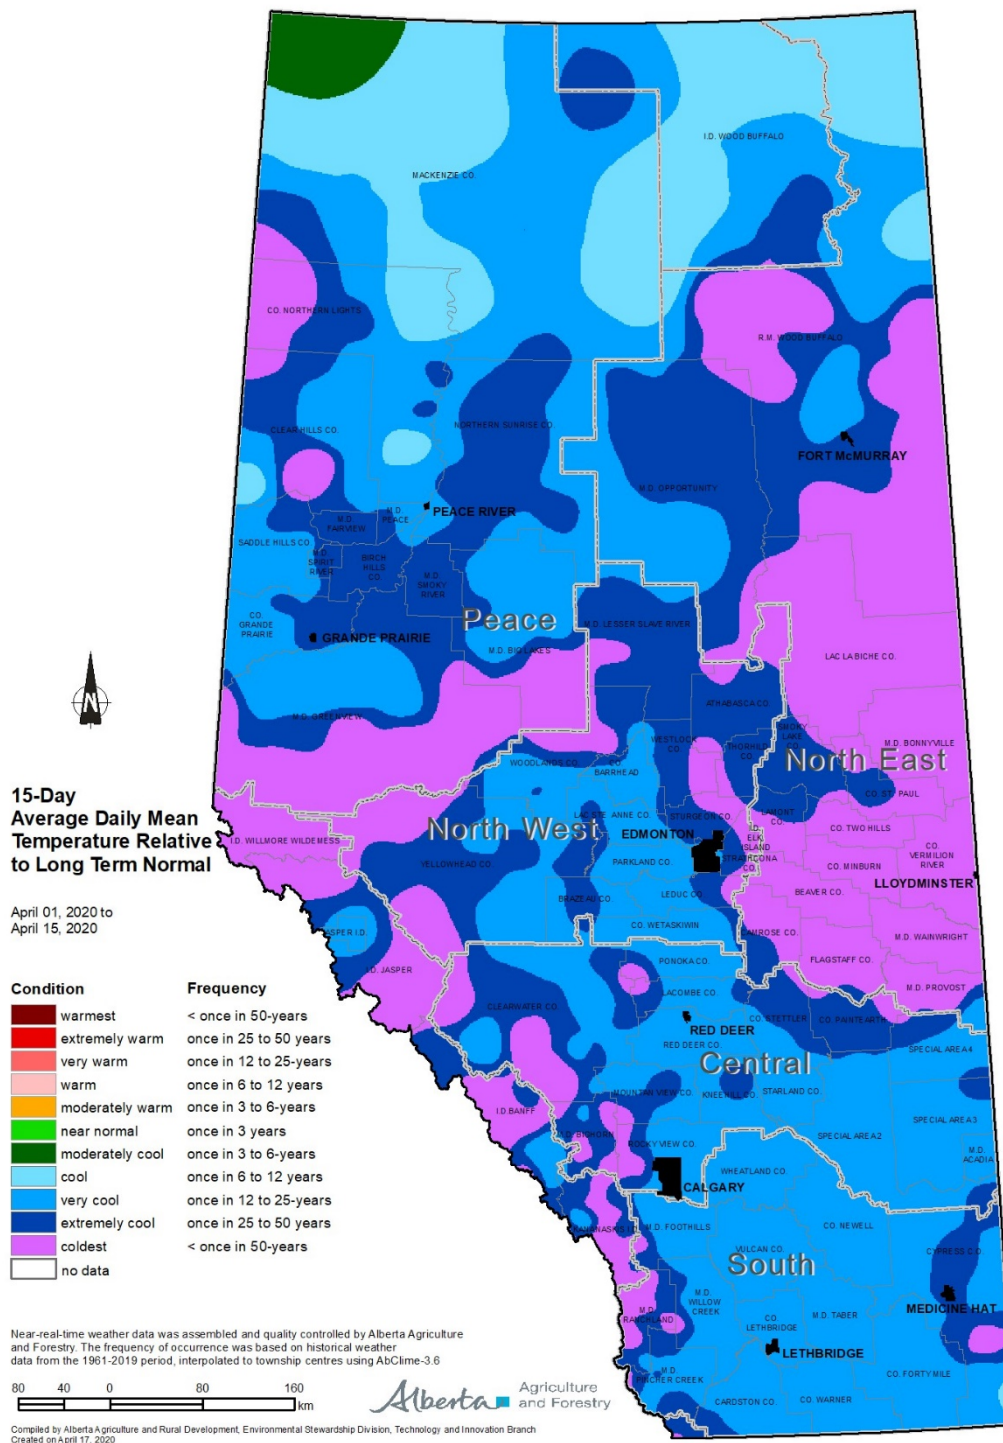 MACKENZIE CO.
I.D. WOOD BUFFALO
CO. NORTHERN LIGHTS
R.M. WOOD BUFFALO
CLEAR HILLS CO.
NORTHERN SUNRISE CO.
FORT McMURRAY
M.D. OPPORTUNITY
PEACE RIVER
M.D.
PEACE
M.D.
FAIRVIEW
SADDLE HILLS CO.
M.D.
SPIRIT
RIVER
BIRCH
HILLS
CO.
M.D.
SMOKY
RIVER
CO.
GRANDE
PRAIRIE
Peace
M.D. LESSER SLAVE RIVER
GRANDE PRAIRIE
M.D. BIG LAKES
LAC LA BICHE CO.
N
M.D. GREENVIEW
ATHABASCA CO.
WESTLOCK
CO.
THORHILD
CO.
SMOKY
LAKE
CO.
M.D. BONNYVILLE
North East
WOODLANDS CO.
CO.
BARRHEAD
CO. ST. PAUL
15-Day
Average Daily Mean
Temperature Relative
to Long Term Normal
North West
LAC STE ANNE CO.
STURGEON CO.
LAMONT
CO.
CO. TWO HILLS
I.D. WILLMORE WILDERNESS
EDMONTON
ELK
ISLAND
STRATHCONA
CO.
YELLOWHEAD CO.
PARKLAND CO.
CO. MINBURN
CO.
VERMILION
RIVER
LLOYDMINSTER
BRAZEAU CO.
LEDUC CO.
BEAVER CO.
April 01, 2020 to
April 15, 2020
JASPER I.D.
CO. WETASKIWIN
CAMROSE CO.
M.D. WAINWRIGHT
I.D. JASPER
PONOKA CO.
FLAGSTAFF CO.
M.D. PROVOST
Condition Frequency
warmest < once in 50-years
extremely warm once in 25 to 50 years
very warm once in 12 to 25-years
warm once in 6 to 12 years
moderately warm once in 3 to 6-years
near normal once in 3 years
moderately cool once in 3 to 6-years
cool once in 6 to 12 years
very cool once in 12 to 25-years
extremely cool once in 25 to 50 years
coldest < once in 50-years
no data
CLEARWATER CO.
LACOMBE CO.
RED DEER
RED DEER CO.
CO. STETTLER
CO. PAINTEARTH
SPECIAL AREA 4
Central
MOUNTAIN VIEW CO.
KNEEHILL CO.
STARLAND CO.
I.D. BANFF
SPECIAL AREA 2
SPECIAL AREA 3
I.D. BIGHORN
ROCKY VIEW CO.
M.D.
ACADIA
WHEATLAND CO.
CALGARY
KANANASKIS I.D.
M.D. FOOTHILLS
CO. NEWELL
VULCAN CO.
CYPRESS CO.
South
M.D.
WILLOW
CREEK
MEDICINE HAT
M.D.
RANCHLAND
M.D. TABER
CO.
LETHBRIDGE
LETHBRIDGE
M.D.
PINCHER CREEK
CO. FORTY MILE
CARDSTON CO.
CO. WARNER
Near-real-time weather data was assembled and quality controlled by Alberta Agriculture
and Forestry. The frequency of occurrence was based on historical weather
data from the 1961-2019 period, interpolated to township centres using AbClime-3.6
80 40 0 80 160
km
Alberta Agriculture
and Forestry
Compiled by Alberta Agriculture and Rural Development, Environmental Stewardship Division, Technology and Innovation Branch
Created on April 17, 2020